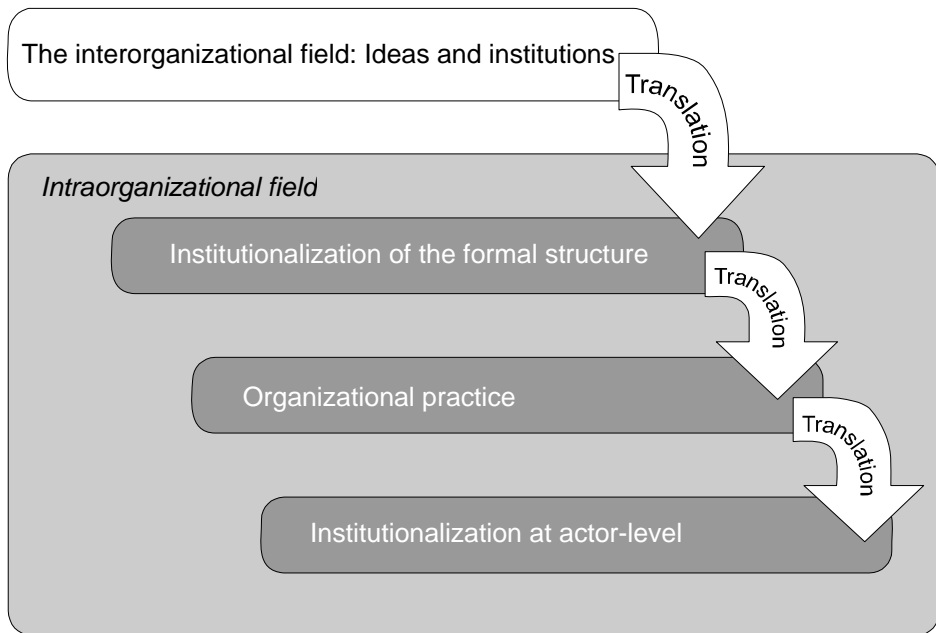 The interorganizational field: Ideas and institutions
Translation
Intraorganizational field
Institutionalization of the formal structure
Translation
Organizational practice
Translation
Institutionalization at actor-level